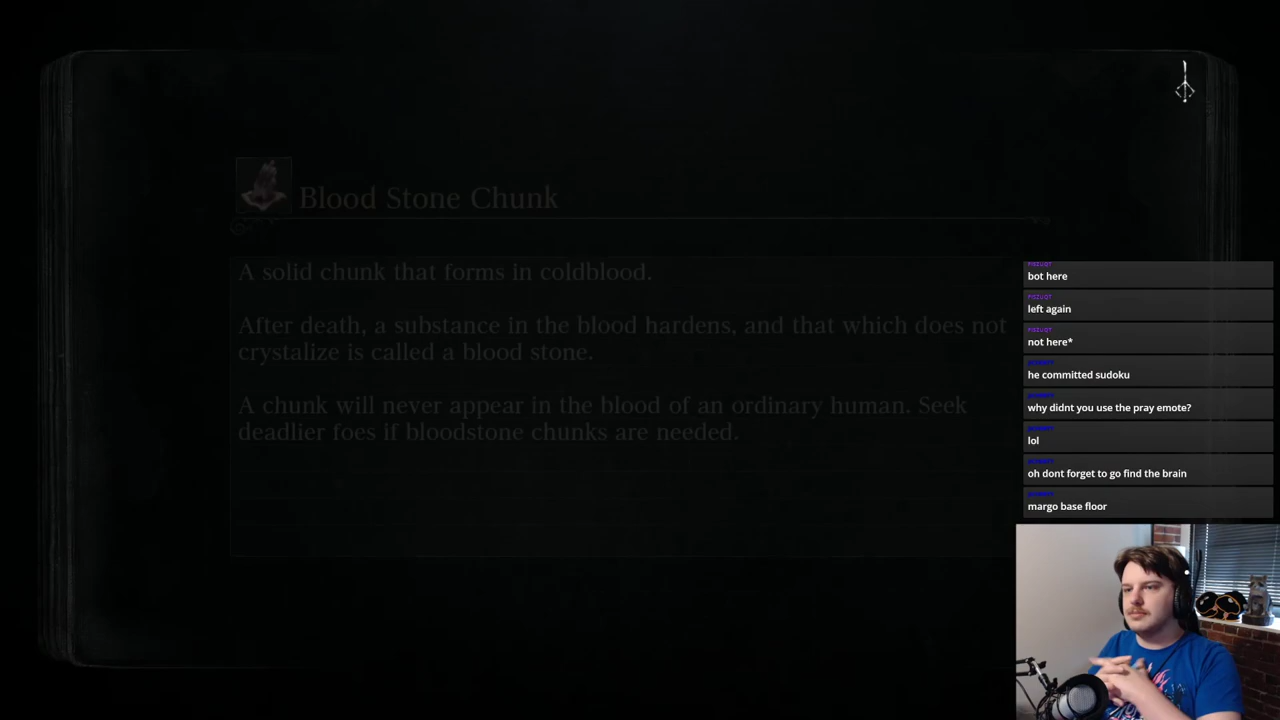 Blood Stone Chunk
A solid chunk that forms in coldblood.
After death, a substance in the blood hardens, and that which does not
crystalize is called a blood stone.
A chunk will never appear in the blood of an ordinary human. Seek
deadlier foes if bloodstone chunks are needed.
bot here
left again
not here*
he committed sudoku
why didnt you use the pray emote?
lol
oh dont forget to go find the brain
margo base floor